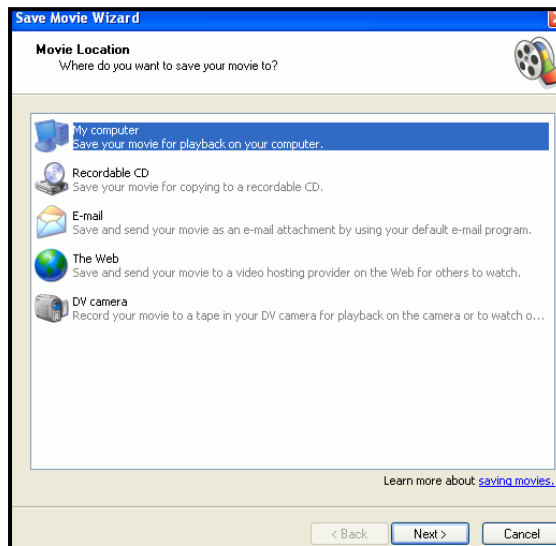 Save Movie Wizard
Movie Location
Where do you want to save your movie to?
My computer
Save your movie for playback on your computer.
Recordable CD
Save your movie for copying to a recordable CD.
E-mail
Save and send your movie as an e-mail attachment by using your default e-mail program.
The Web
Save and send your movie to a video hosting provider on the Web for others to watch.
DV camera
Record your movie to a tape in your DV camera for playback on the camera or to watch o...
Learn more about saving movies.
< Back
Next >
Cancel